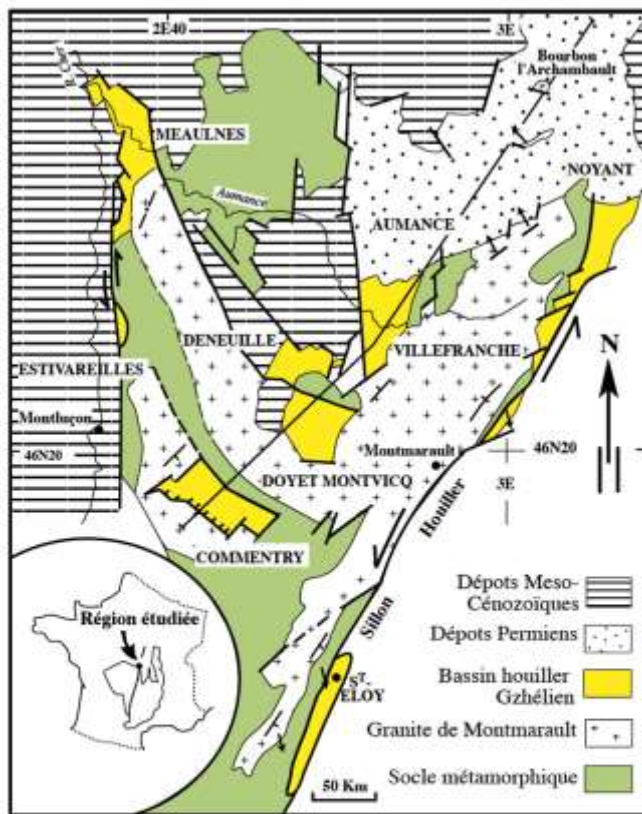 2E40
3E
R. Cher
Bourbon
l'Archambault
MEAULNES
NOYANT
Aumance
AUMANCE
DENEUILLE
VILLEFRANCHE
ESTIVAREILLES
Montluçon
46N20
Montmarault
46N20
N
DOYET MONTVICQ
3E
Houiller
COMMENTRY
Sillon
Région étudiée
ST-
ELOY
50 Km
Dépots Meso-
Cénozoïques
Dépots Permiens
Bassin houiller
Gzhélien
Granite de Montmarault
Socle métamorphique